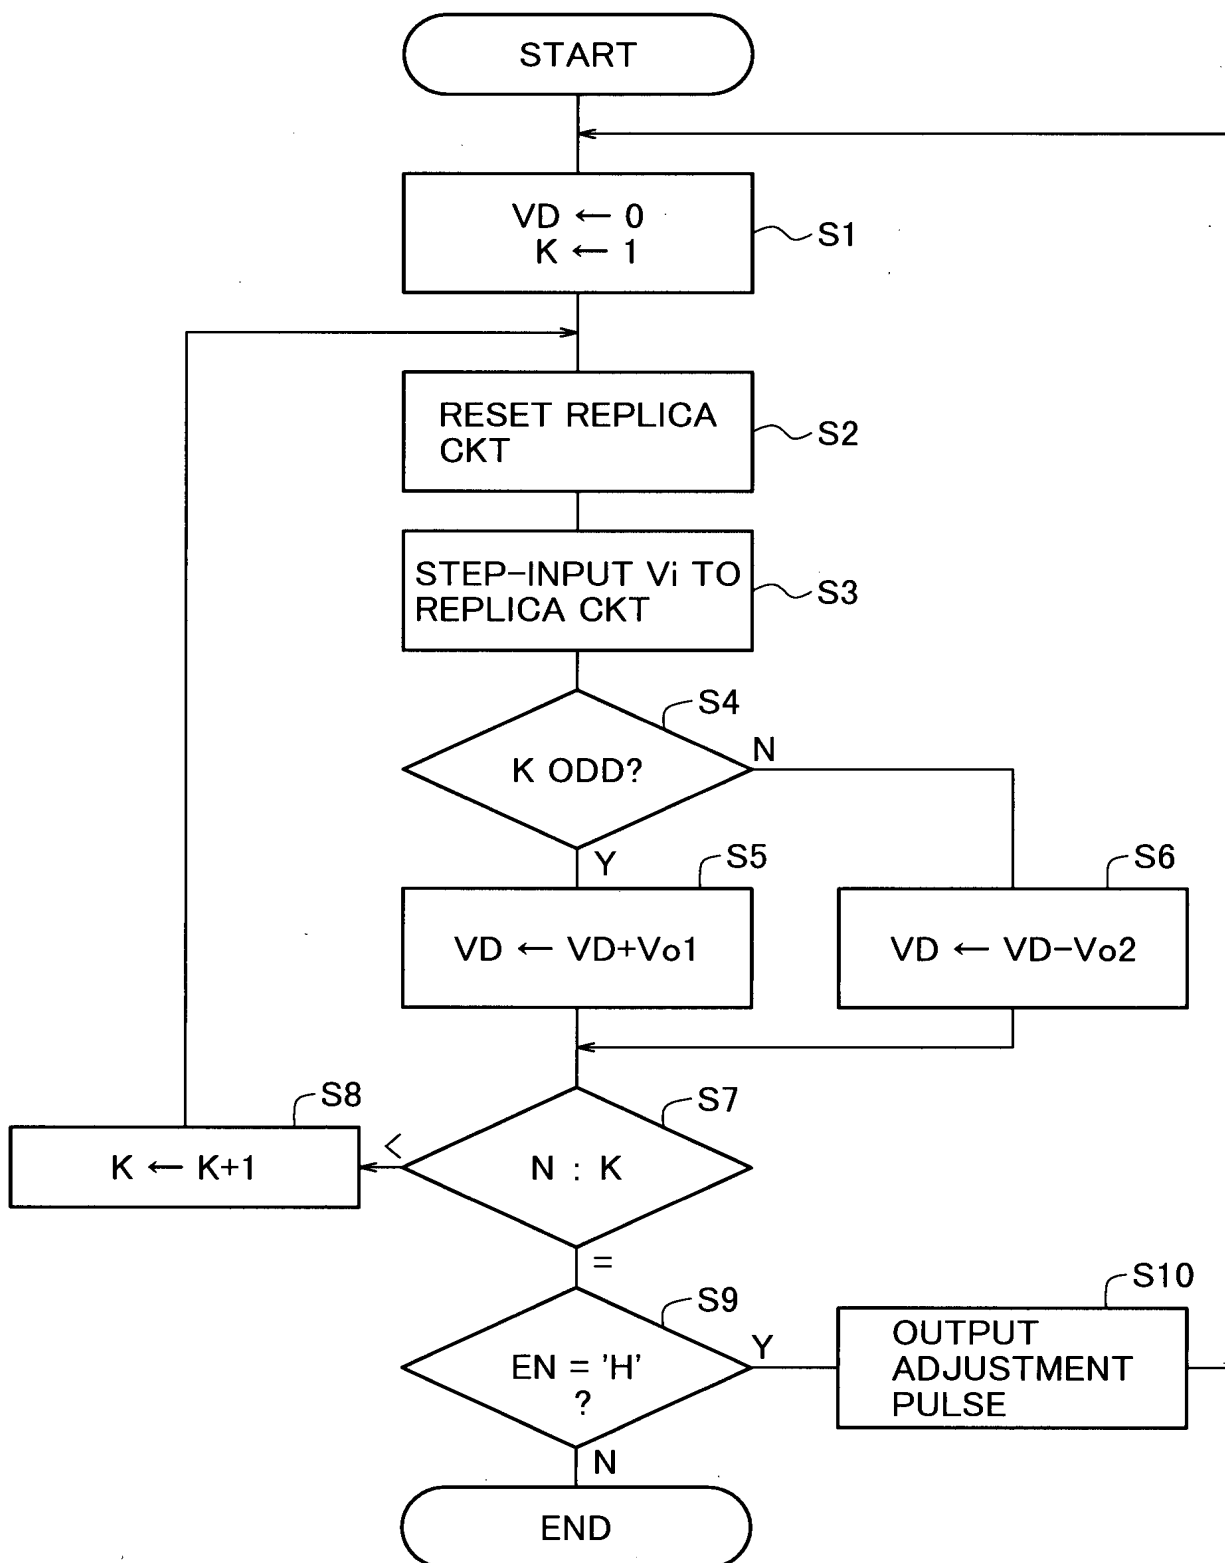 START
VD ← 0
K ← 1
S1
RESET REPLICA
CKT
S2
STEP-INPUT Vi TO
REPLICA CKT
S3
S4
K ODD?
N
Y
S5
VD ← VD+Vo1
S6
VD ← VD-Vo2
S7
N : K
<
S8
K ← K+1
=
S9
EN = 'H'
?
Y
S10
OUTPUT
ADJUSTMENT
PULSE
N
END